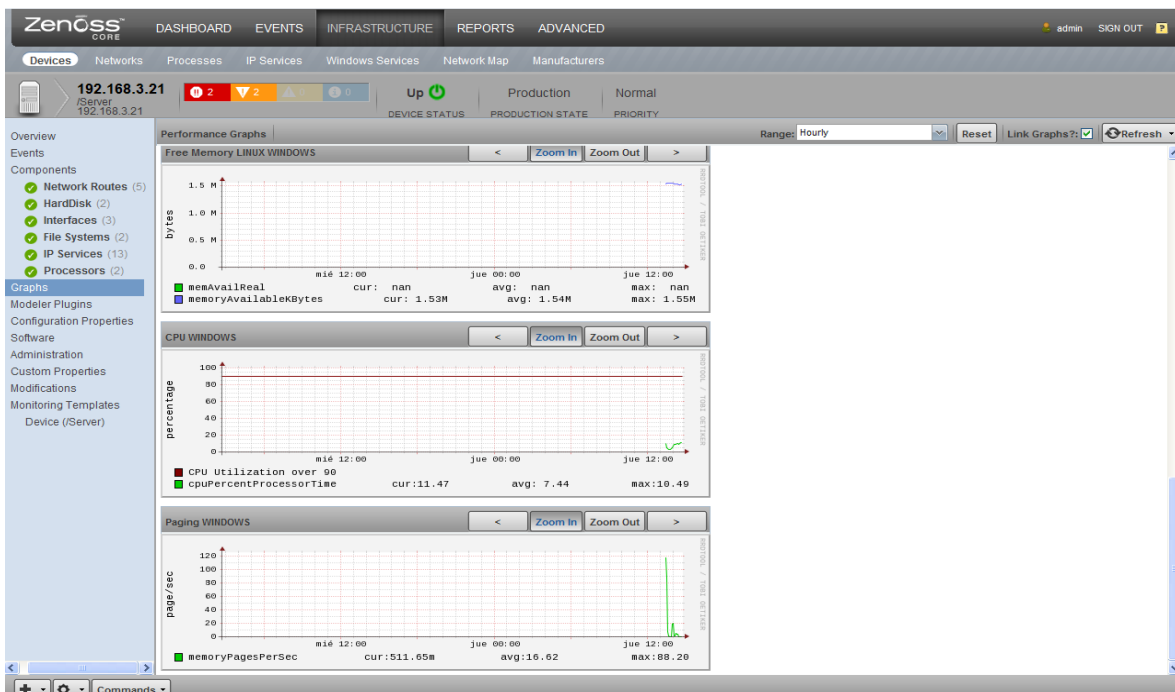 Zenoss
CORE
DASHBOARD EVENTS INFRASTRUCTURE REPORTS ADVANCED
admin SIGN OUT ?
Devices Networks Processes IP Services Windows Services Network Map Manufacturers
192.168.3.21
/Server
192.168.3.21
2 2 0
Up
DEVICE STATUS
Production
PRODUCTION STATE
Normal
PRIORITY
Overview
Events
Components
Network Routes (5)
HardDisk (2)
Interfaces (3)
File Systems (2)
IP Services (13)
Processors (2)
Graphs
Modeler Plugins
Configuration Properties
Software
Administration
Custom Properties
Modifications
Monitoring Templates
Device (/Server)
Performance Graphs
Range: Hourly Reset Link Graphs?: Refresh
Free Memory LINUX WINDOWS
< Zoom In Zoom Out >
bytes
1.5 M
1.0 M
0.5 M
0.0
mié 12:00 jue 00:00 jue 12:00
memAvailReal cur: nan avg: nan max: nan
memoryAvailableKBytes cur: 1.53M avg: 1.54M max: 1.55M
RRDTOOL / TOBI OETIKER
CPU WINDOWS
< Zoom In Zoom Out >
percentage
100
80
60
40
20
0
mié 12:00 jue 00:00 jue 12:00
CPU Utilization over 90
cpuPercentProcessorTime cur:11.47 avg: 7.44 max:10.49
RRDTOOL / TOBI OETIKER
Paging WINDOWS
< Zoom In Zoom Out >
page/sec
120
100
80
60
40
20
0
mié 12:00 jue 00:00 jue 12:00
memoryPagesPerSec cur:511.65m avg:16.62 max:88.20
RRDTOOL / TOBI OETIKER
Commands